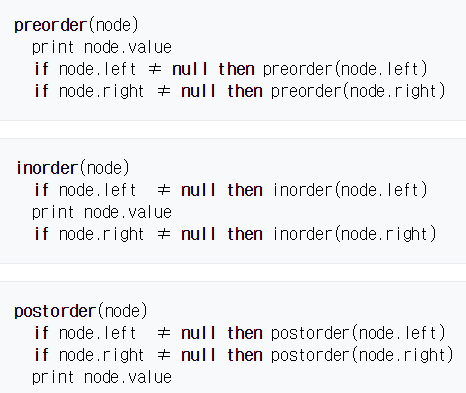 preorder(node)
print node.value
if node.left ≠ null then preorder(node.left)
if node.right ≠ null then preorder(node.right)
inorder(node)
if node.left ≠ null then inorder(node.left)
print node.value
if node.right ≠ null then inorder(node.right)
postorder(node)
if node.left ≠ null then postorder(node.left)
if node.right ≠ null then postorder(node.right)
print node.value